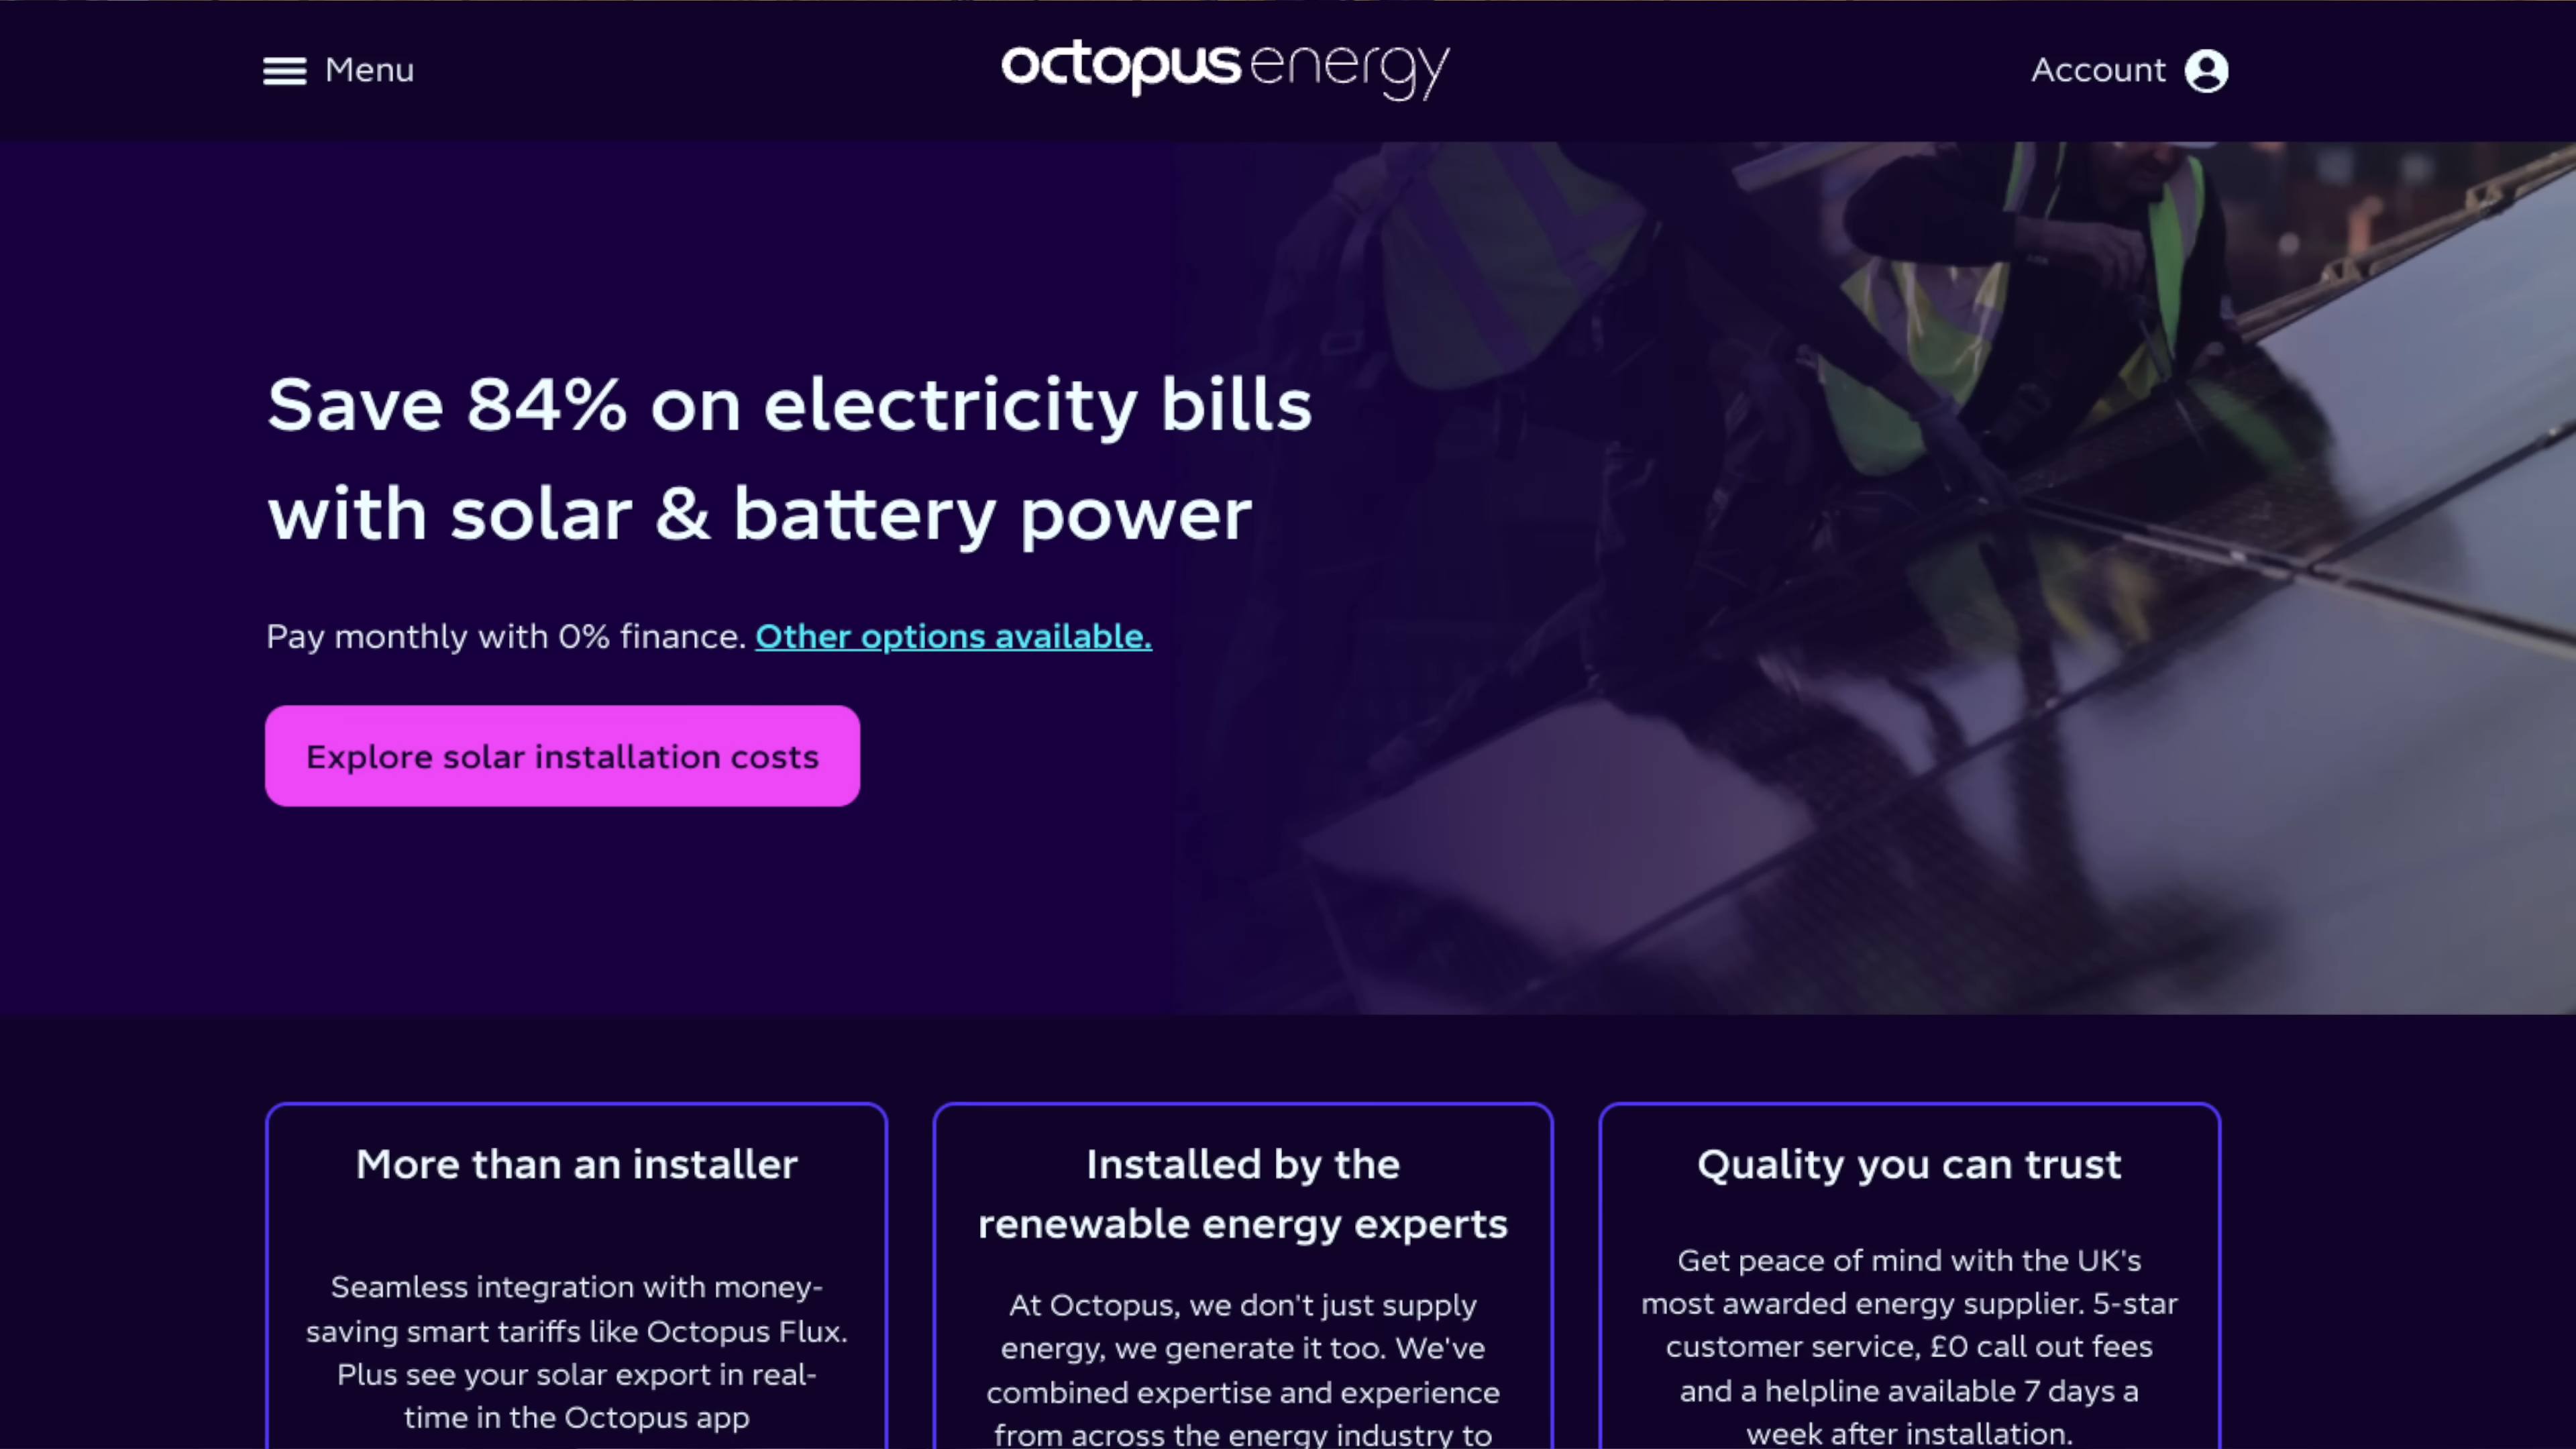 Menu
octopus energy
Account
Save 84% on electricity bills
with solar & battery power
Pay monthly with 0% finance. Other options available.
Explore solar installation costs
More than an installer
Seamless integration with money-
saving smart tariffs like Octopus Flux.
Plus see your solar export in real-
time in the Octopus app
Installed by the
renewable energy experts
At Octopus, we don't just supply
energy, we generate it too. We've
combined expertise and experience
from across the energy industry to
Quality you can trust
Get peace of mind with the UK's
most awarded energy supplier. 5-star
customer service, £0 call out fees
and a helpline available 7 days a
week after installation.